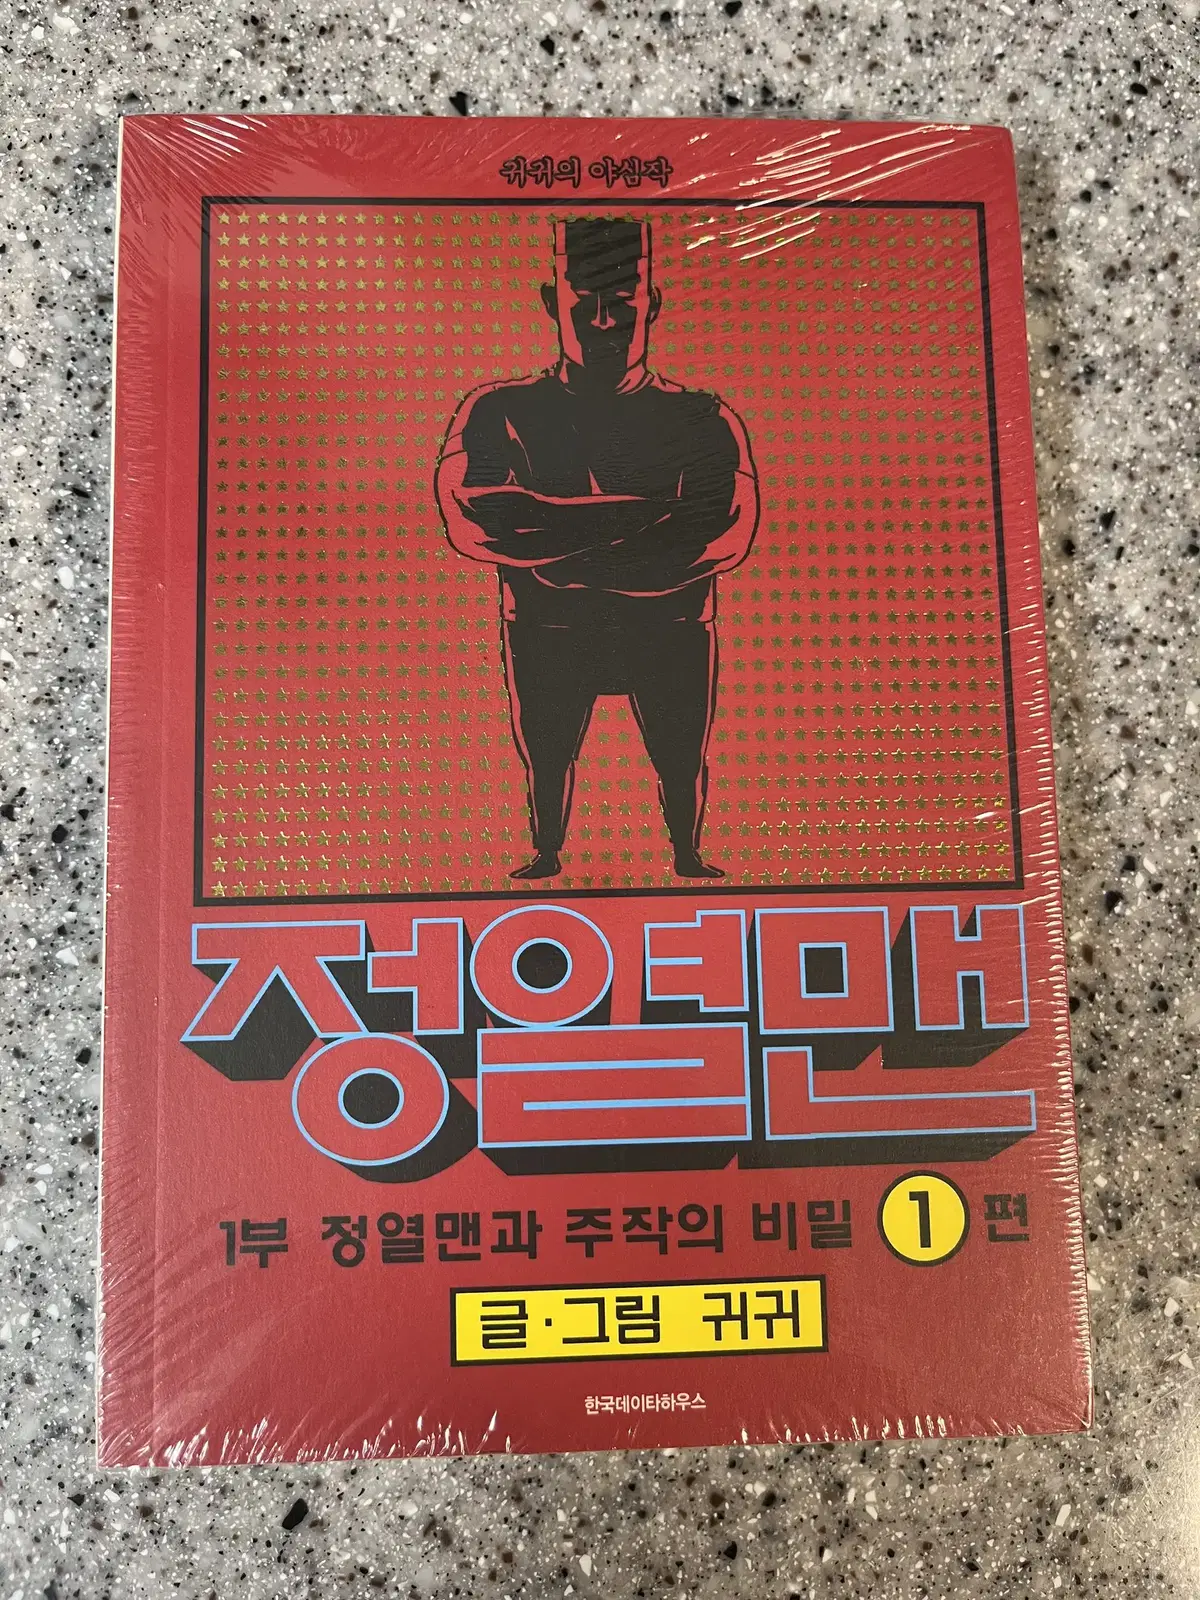 귀귀의 야심작
정열맨
1부 정열맨과 주작의 비밀 1 편
글·그림 귀귀
한국데이타하우스